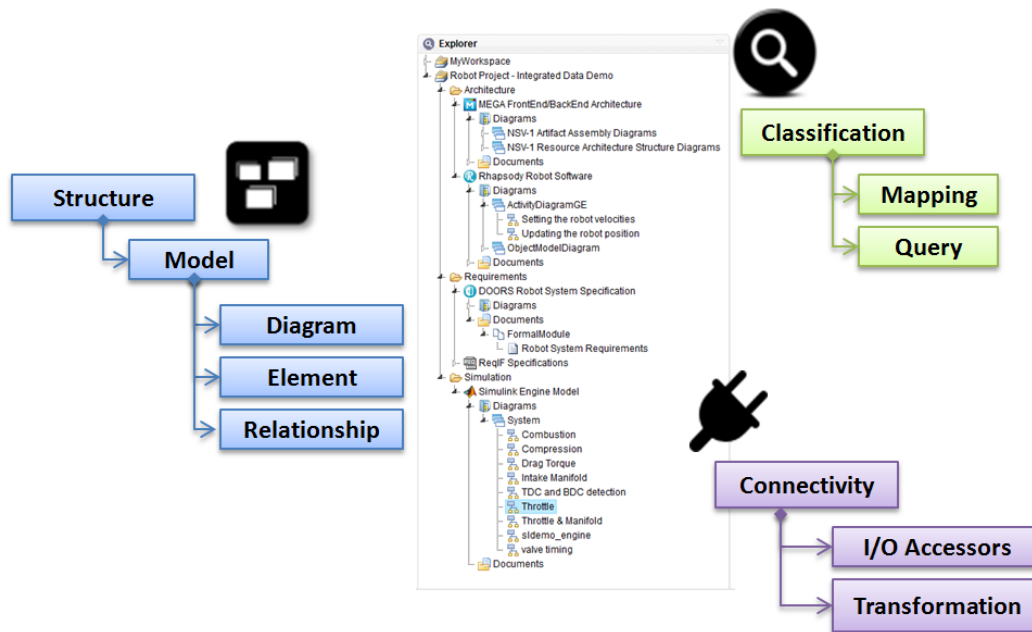 Structure
Model
Diagram
Element
Relationship
Explorer
MyWorkspace
Robot Project - Integrated Data Demo
Architecture
MEGA FrontEnd/BackEnd Architecture
Diagrams
NSV-1 Artifact Assembly Diagrams
NSV-1 Resource Architecture Structure Diagrams
Documents
Rhapsody Robot Software
Diagrams
ActivityDiagramGE
Setting the robot velocities
Updating the robot position
ObjectModelDiagram
Documents
Requirements
DOORS Robot System Specification
Diagrams
Documents
FormalModule
Robot System Requirements
ReqIF Specifications
Simulation
Simulink Engine Model
Diagrams
System
Combustion
Compression
Drag Torque
Intake Manifold
TDC and BDC detection
Throttle
Throttle & Manifold
sldemo_engine
valve timing
Documents
Classification
Mapping
Query
Connectivity
I/O Accessors
Transformation